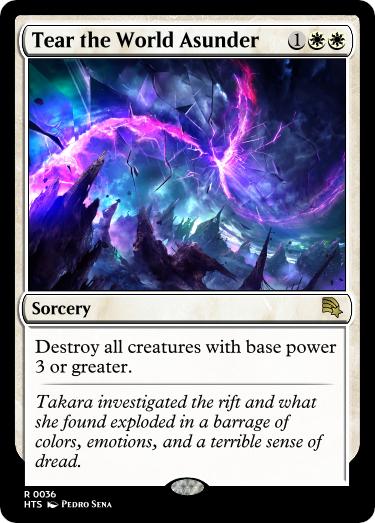 Tear the World Asunder 1
Sorcery
Destroy all creatures with base power
3 or greater.
Takara investigated the rift and what
she found exploded in a barrage of
colors, emotions, and a terrible sense of
dread.
R 0036
HTS Pedro Sena